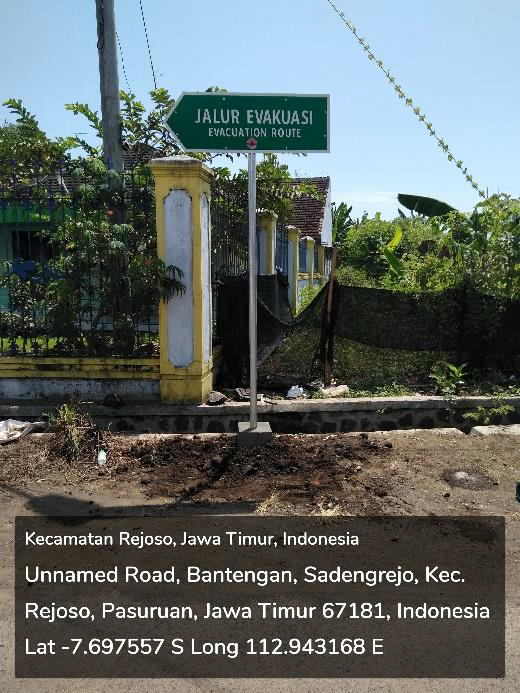 JALUR EVAKUASI
EVACUATION ROUTE
Kecamatan Rejoso, Jawa Timur, Indonesia
Unnamed Road, Bantengan, Sadengrejo, Kec.
Rejoso, Pasuruan, Jawa Timur 67181, Indonesia
Lat -7.697557 S Long 112.943168 E